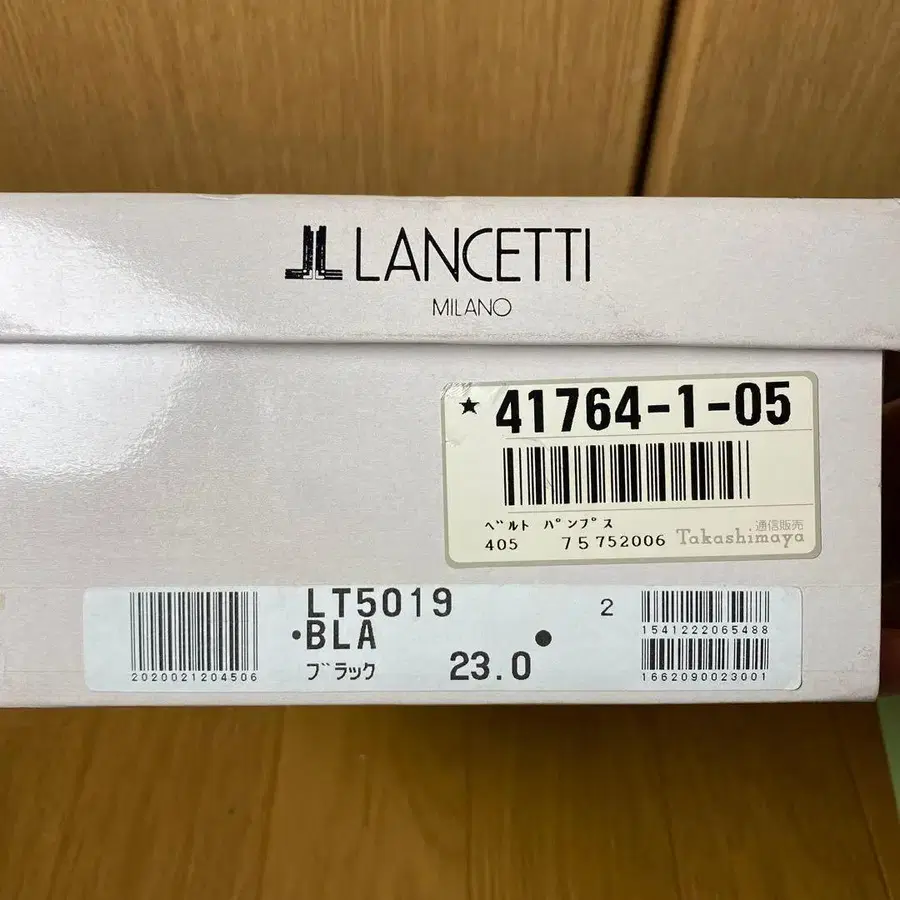 LANCETTI
MILANO
★ 41764-1-05
ベルト パンプス
405 75752006
通信販売
Takashimaya
LT5019
・BLA
ブラック
23.0●
2
2020021204506
1541222065488
1662090023001